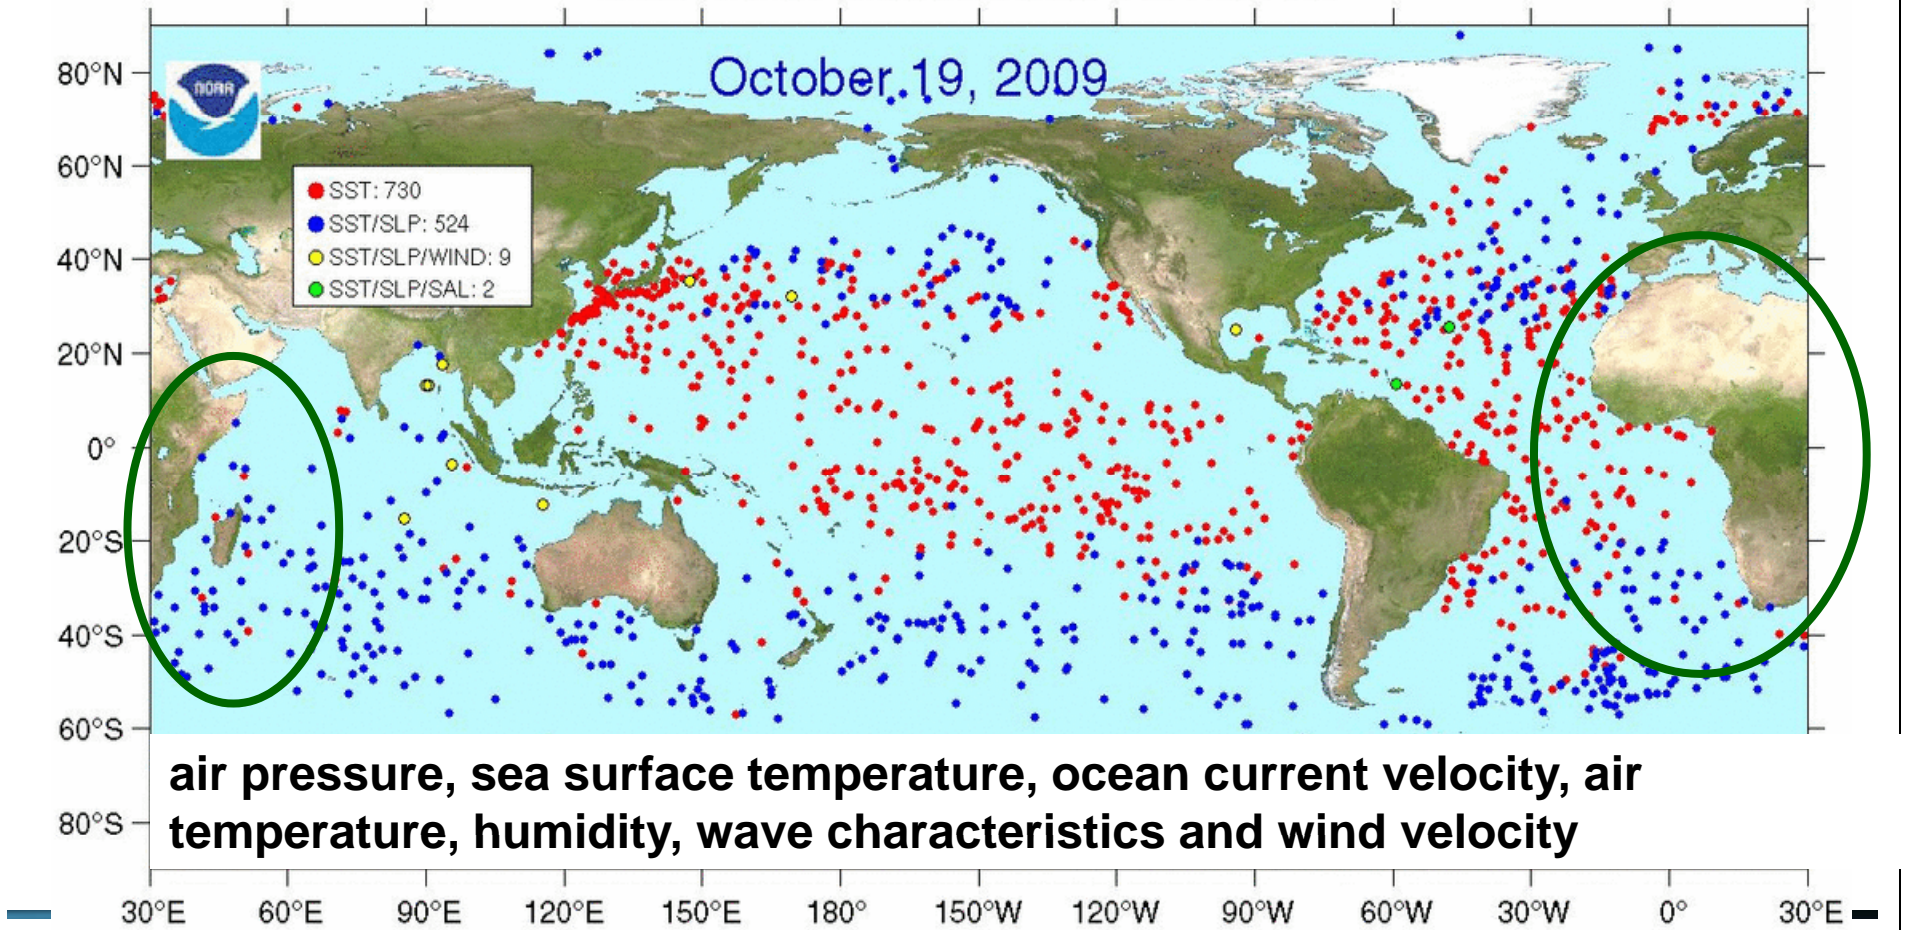 October 19, 2009
NOAA
SST: 730
SST/SLP: 524
SST/SLP/WIND: 9
SST/SLP/SAL: 2
80°N
60°N
40°N
20°N
0°
20°S
40°S
60°S
80°S
air pressure, sea surface temperature, ocean current velocity, air
temperature, humidity, wave characteristics and wind velocity
30°E 60°E 90°E 120°E 150°E 180° 150°W 120°W 90°W 60°W 30°W 0° 30°E